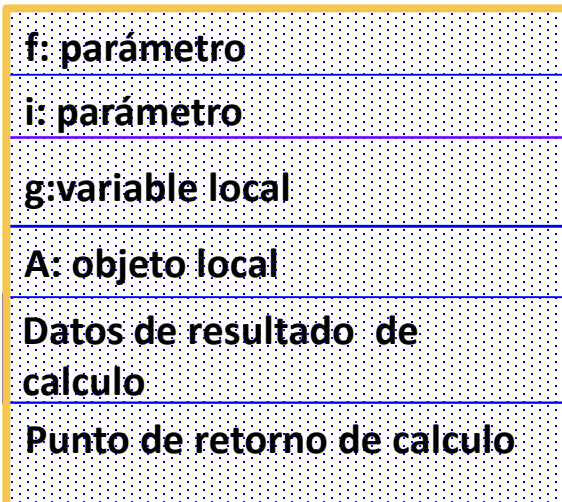 f: parámetro
i: parámetro
g:variable local
A: objeto local
Datos de resultado de
calculo
Punto de retorno de calculo